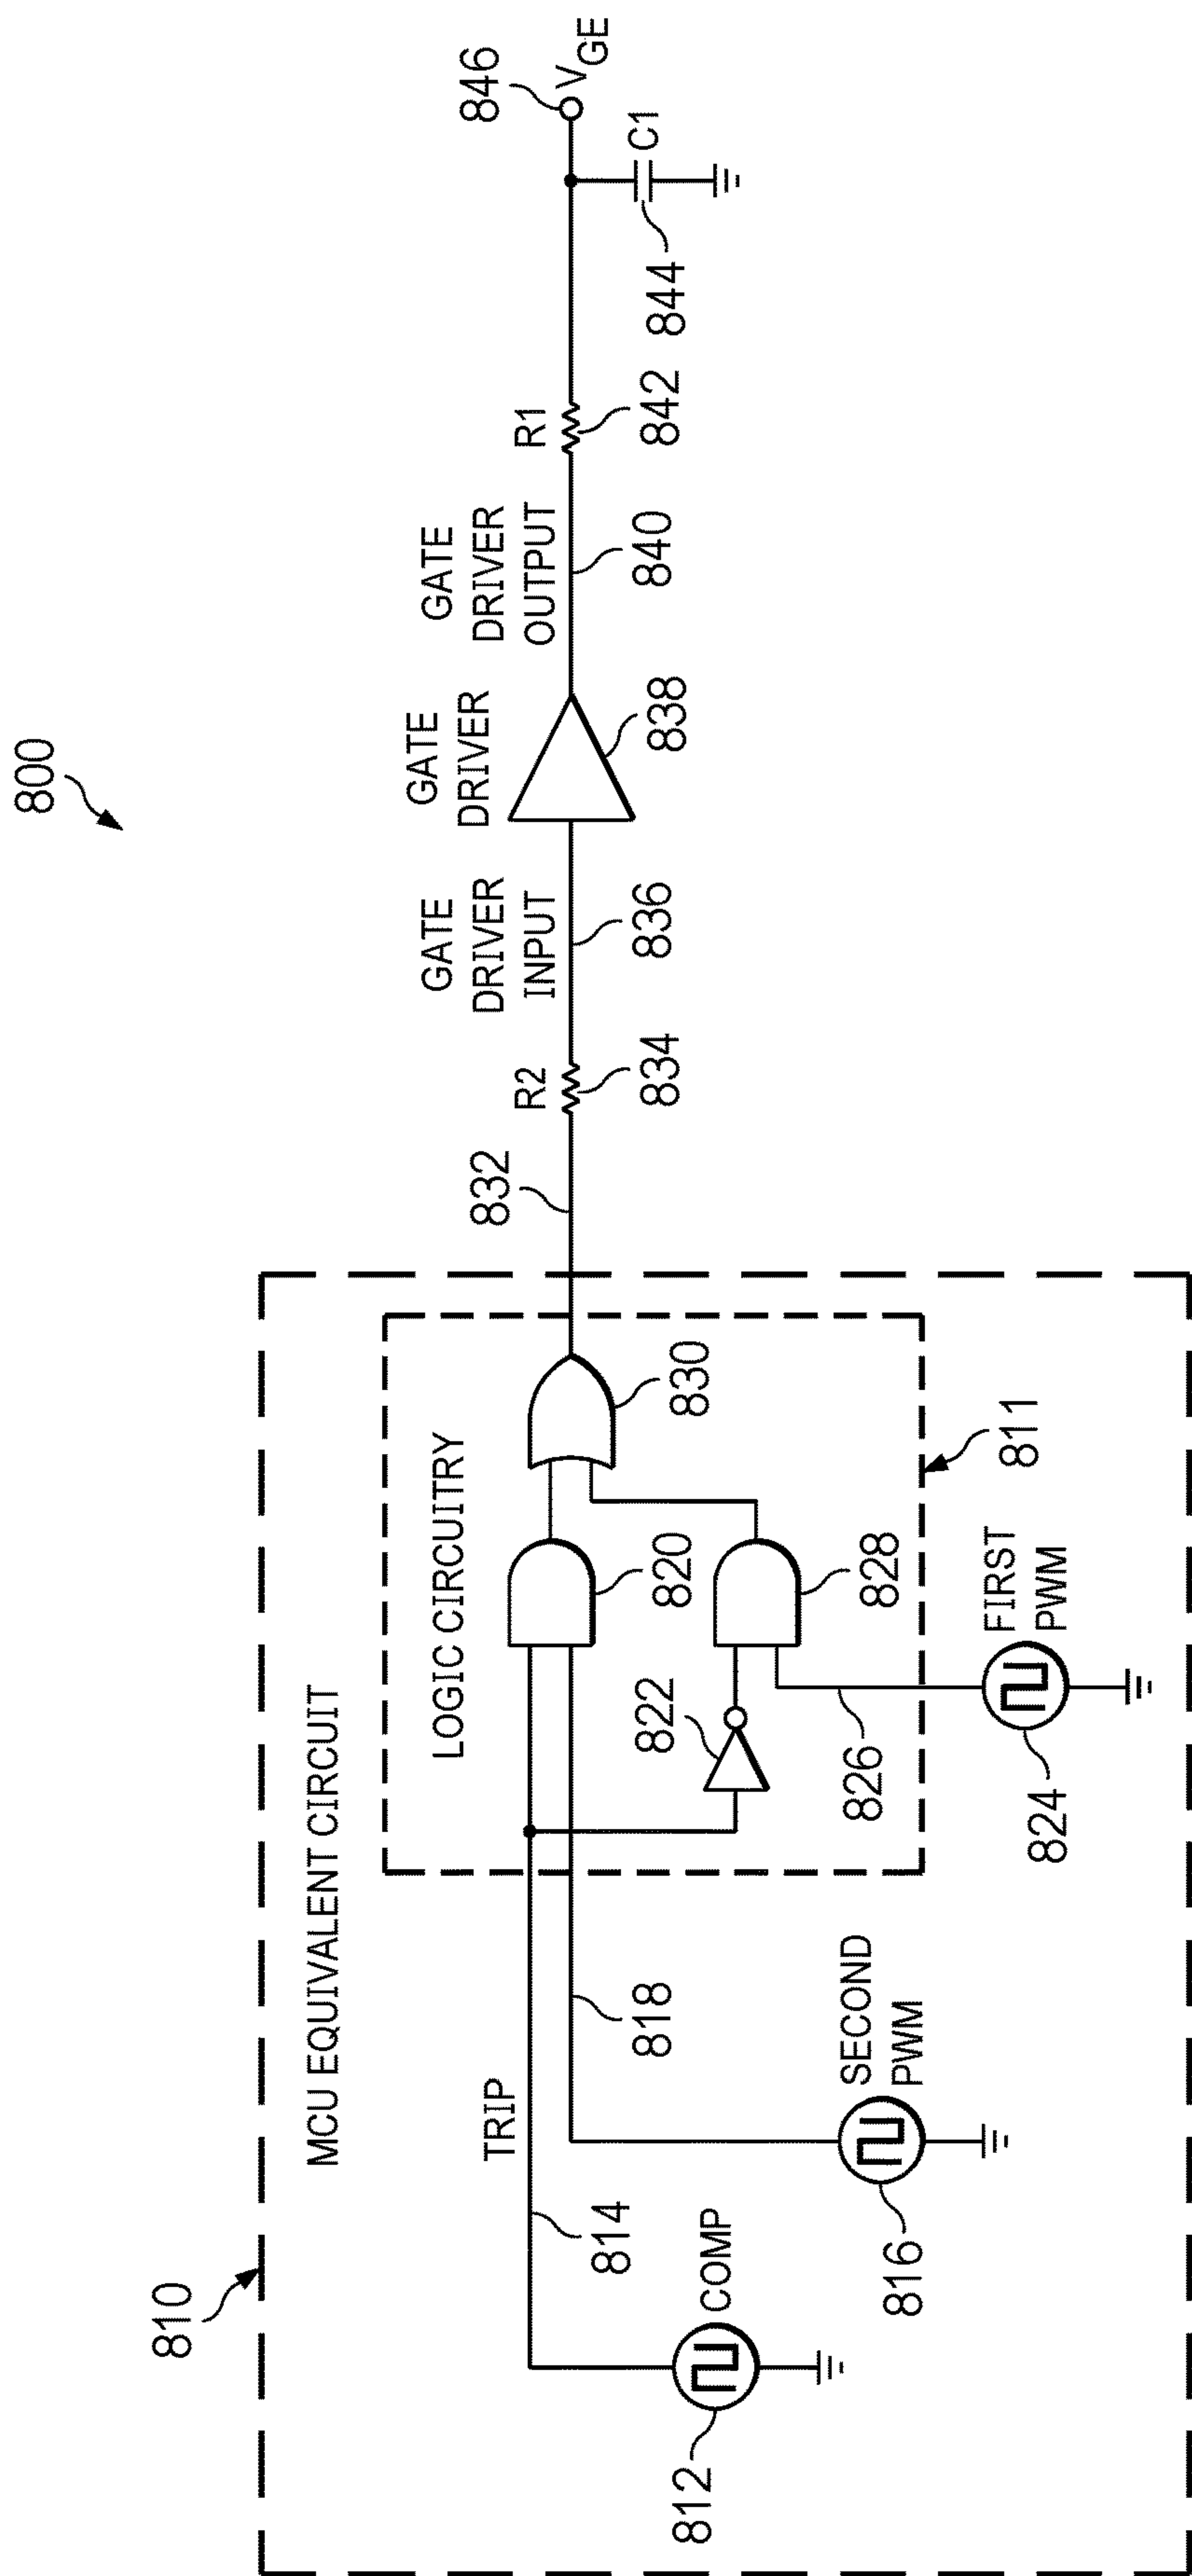 800
810
MCU EQUIVALENT CIRCUIT
LOGIC CIRCUITRY
TRIP
814
818
812
COMP
816
SECOND
PWM
820
822
826
828
824
FIRST
PWM
830
811
832
R2
834
GATE
DRIVER
INPUT
836
GATE
DRIVER
838
GATE
DRIVER
OUTPUT
840
R1
842
844
C1
846
VGE